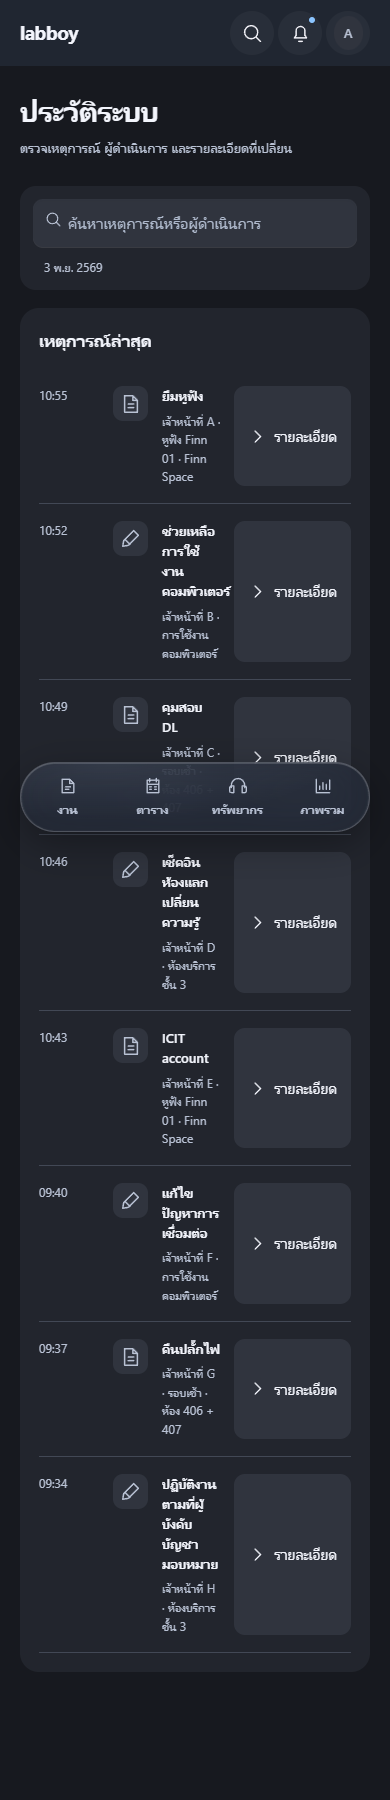 labboy
A
ประวัติระบบ
ตรวจเหตุการณ์ ผู้ดำเนินการ และรายละเอียดที่เปลี่ยน
ค้นหาเหตุการณ์หรือผู้ดำเนินการ
3 พ.ย. 2569
เหตุการณ์ล่าสุด
10:55
ยืมหูฟัง
เจ้าหน้าที่ A ·
หูฟัง Finn
01 · Finn
Space
รายละเอียด
10:52
ช่วยเหลือ
การใช้
งาน
คอมพิวเตอร์
เจ้าหน้าที่ B ·
การใช้งาน
คอมพิวเตอร์
รายละเอียด
10:49
คุมสอบ
DL
เจ้าหน้าที่ C ·
รายละเอียด
งาน
ตาราง
ทรัพยากร
ภาพรวม
10:46
เช็คอิน
ห้องแลก
เปลี่ยน
ความรู้
เจ้าหน้าที่ D
· ห้องบริการ
ชั้น 3
รายละเอียด
10:43
ICIT
account
เจ้าหน้าที่ E ·
หูฟัง Finn
01 · Finn
Space
รายละเอียด
09:40
แก้ไข
ปัญหาการ
เชื่อมต่อ
เจ้าหน้าที่ F ·
การใช้งาน
คอมพิวเตอร์
รายละเอียด
09:37
คืนปลั๊กไฟ
เจ้าหน้าที่ G
· รอบเช้า ·
ห้อง 406 +
407
รายละเอียด
09:34
ปฏิบัติงาน
ตามที่ผู้
บังคับ
บัญชา
มอบหมาย
เจ้าหน้าที่ H
· ห้องบริการ
ชั้น 3
รายละเอียด